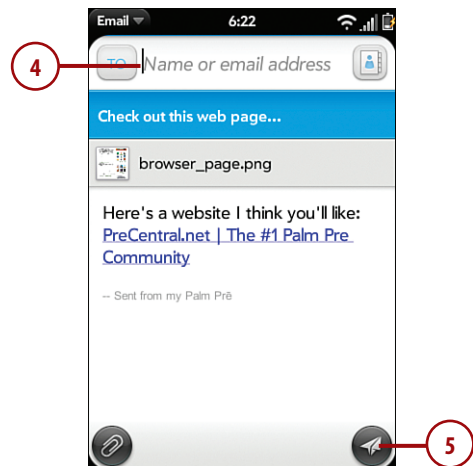 Email 6:22
4
TO Name or email address
Check out this web page...
browser_page.png
Here's a website I think you'll like:
PreCentral.net | The #1 Palm Pre
Community
-- Sent from my Palm Prē
5